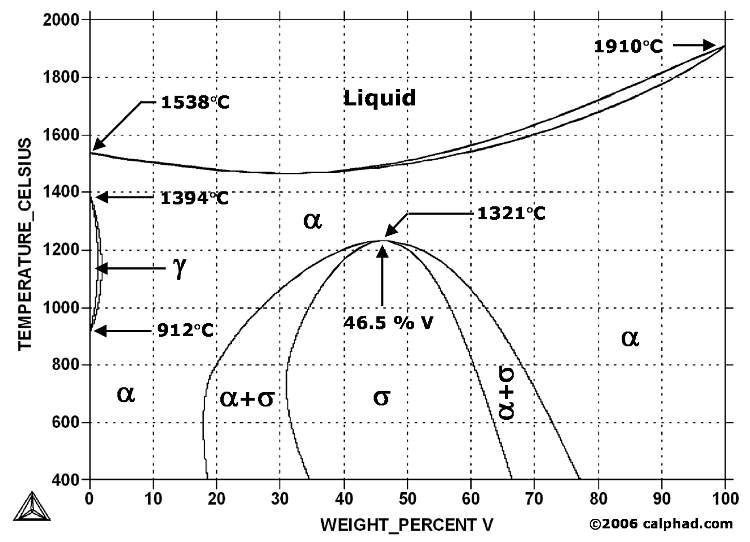 2000
1800
1600
1400
1200
1000
800
600
400
TEMPERATURE_CELSIUS
1910°C
Liquid
1538°C
1394°C
α
1321°C
γ
912°C
46.5 % V
α
α
α+σ
σ
α+σ
0 10 20 30 40 50 60 70 80 90 100
WEIGHT_PERCENT V
©2006 calphad.com